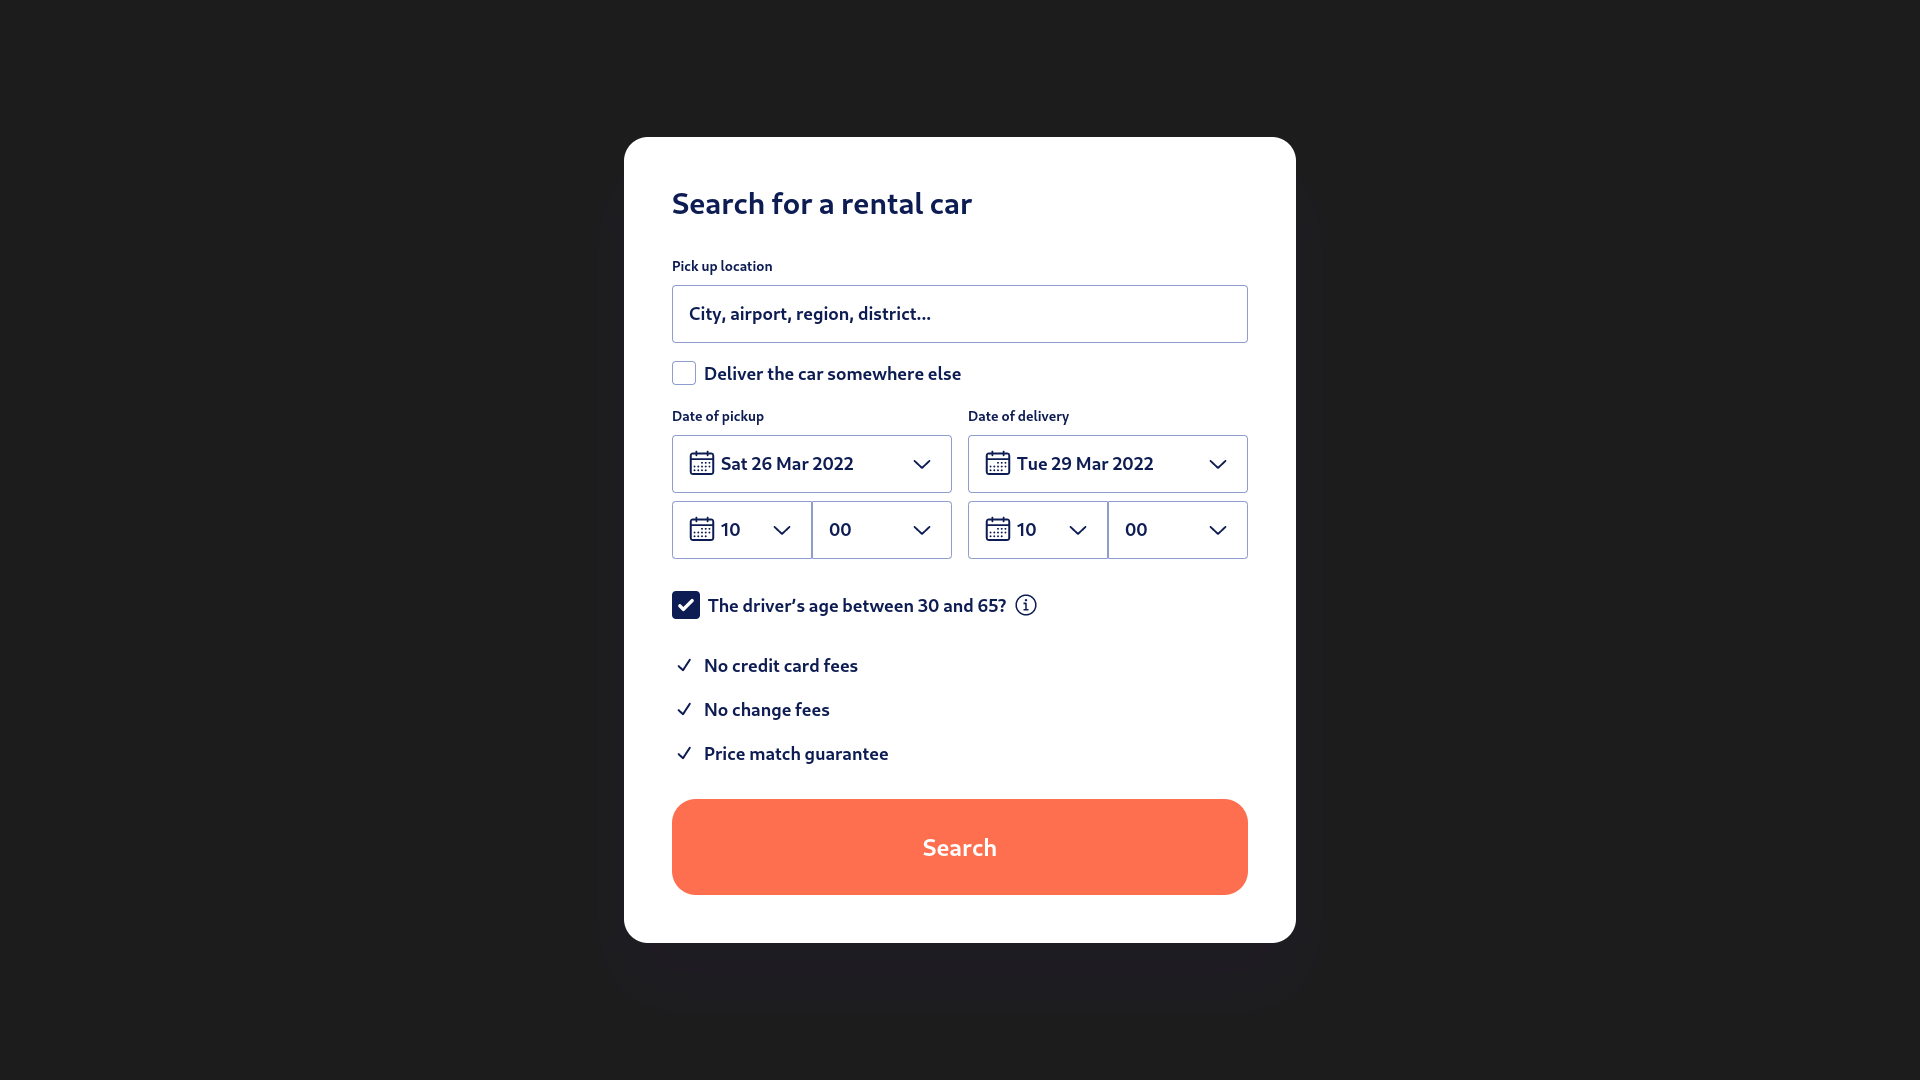 Search for a rental car
Pick up location
City, airport, region, district...
Deliver the car somewhere else
Date of pickup
Date of delivery
Sat 26 Mar 2022
Tue 29 Mar 2022
10
00
10
00
The driver’s age between 30 and 65?
No credit card fees
No change fees
Price match guarantee
Search